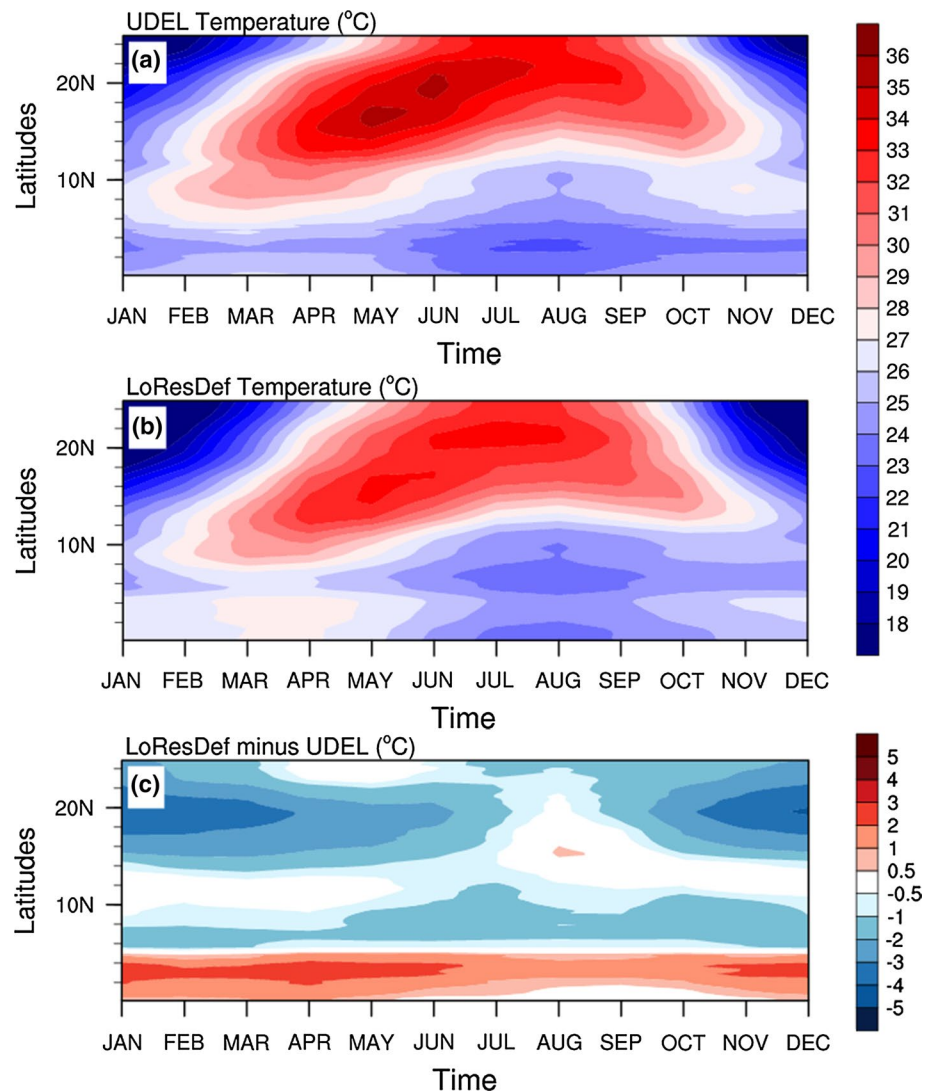 UDEL Temperature (°C)
(a)
20N
10N
Latitudes
JAN FEB MAR APR MAY JUN JUL AUG SEP OCT NOV DEC
Time
LoResDef Temperature (°C)
(b)
20N
10N
Latitudes
JAN FEB MAR APR MAY JUN JUL AUG SEP OCT NOV DEC
Time
36
35
34
33
32
31
30
29
28
27
26
25
24
23
22
21
20
19
18
LoResDef minus UDEL (°C)
(c)
20N
10N
Latitudes
JAN FEB MAR APR MAY JUN JUL AUG SEP OCT NOV DEC
Time
5
4
3
2
1
0.5
-0.5
-1
-2
-3
-4
-5